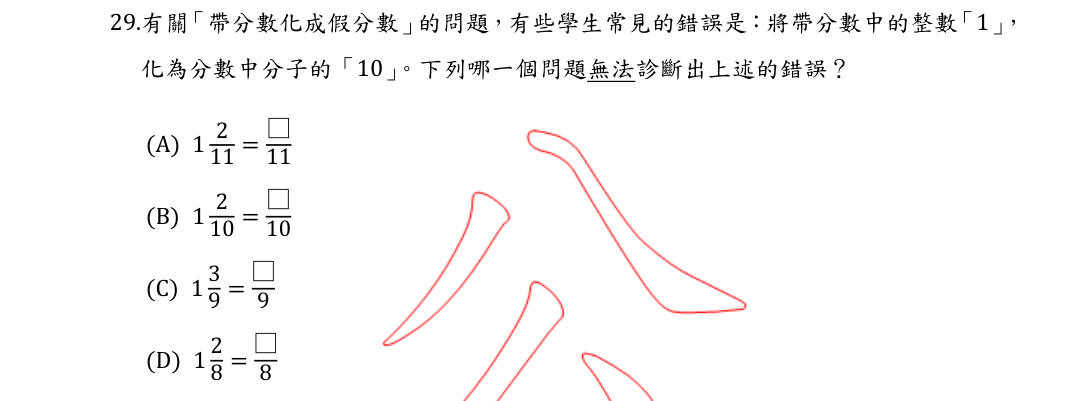 29.有關「帶分數化成假分數」的問題，有些學生常見的錯誤是：將帶分數中的整數「1」，
化為分數中分子的「10」。下列哪一個問題無法診斷出上述的錯誤？
(A) 1 2/11 = □/11
(B) 1 2/10 = □/10
(C) 1 3/9 = □/9
(D) 1 2/8 = □/8